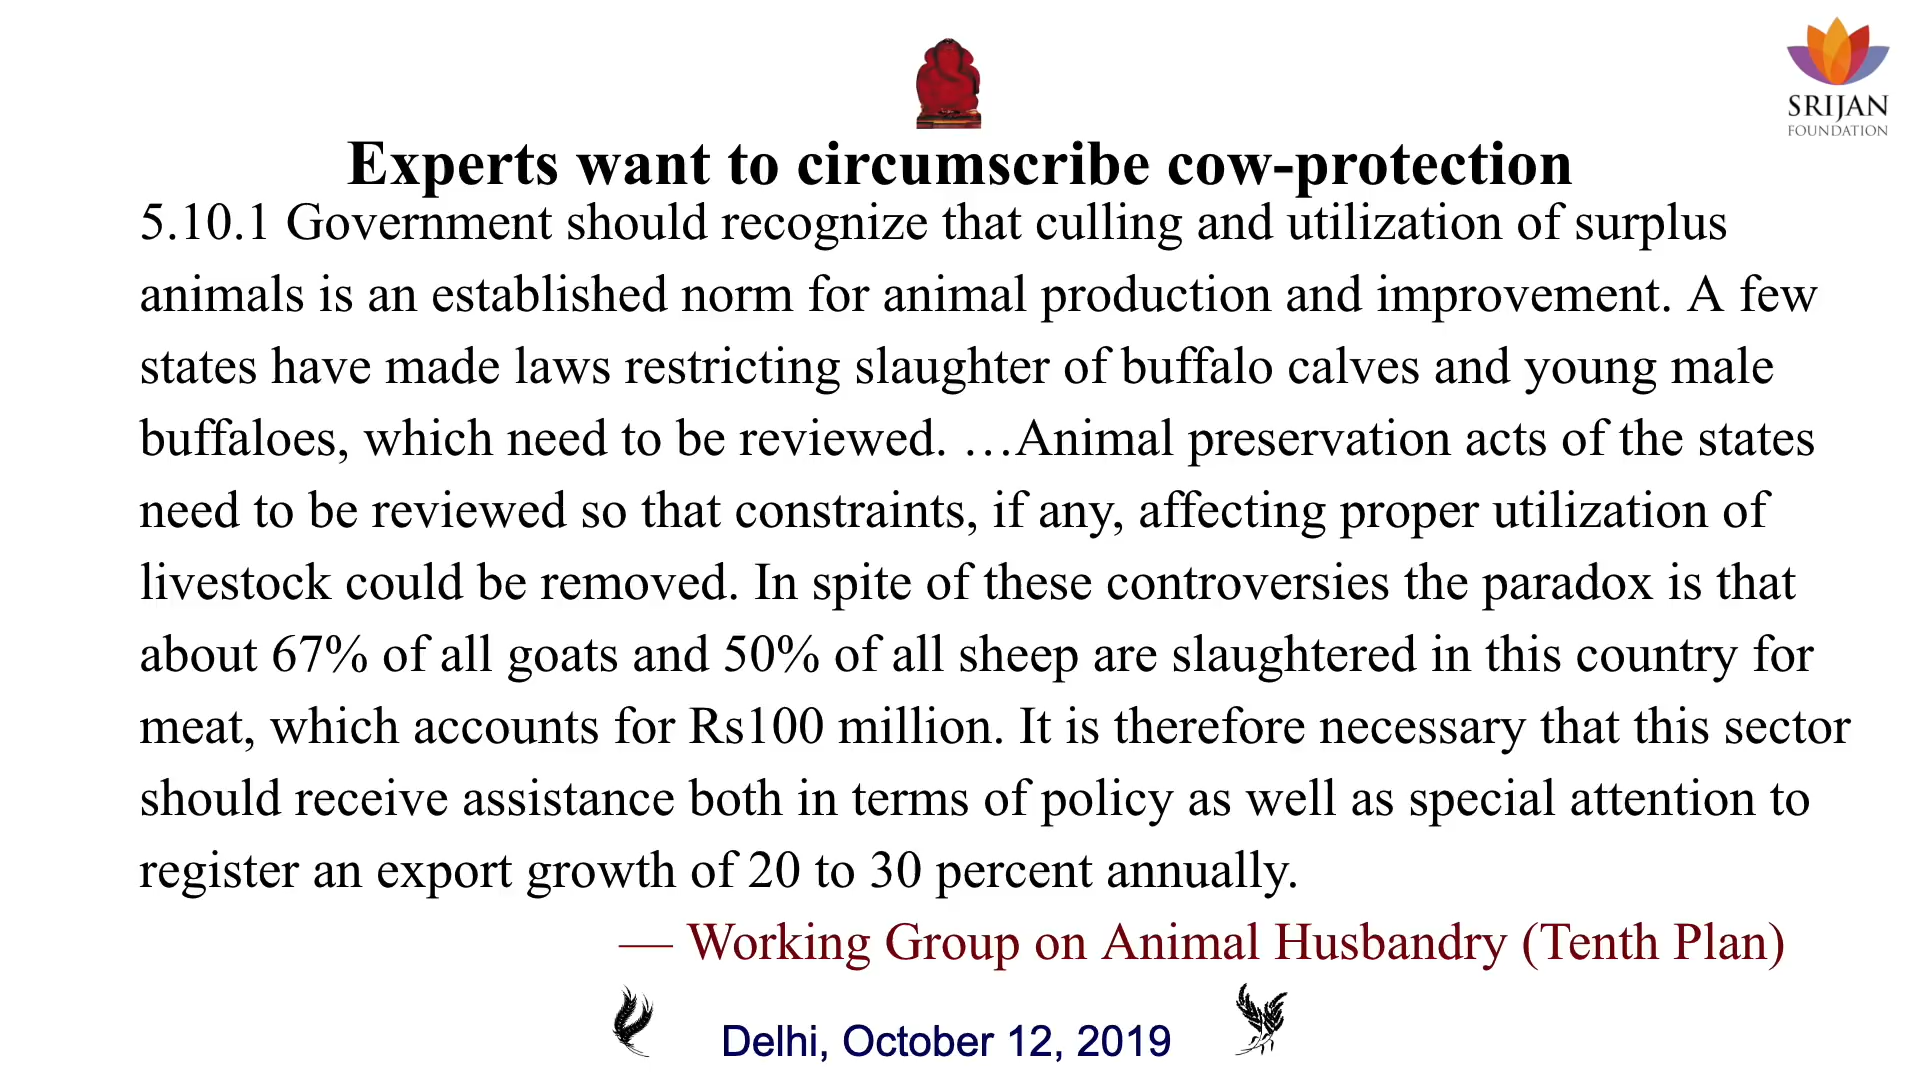 SRIJAN
FOUNDATION
Experts want to circumscribe cow-protection
5.10.1 Government should recognize that culling and utilization of surplus
animals is an established norm for animal production and improvement. A few
states have made laws restricting slaughter of buffalo calves and young male
buffaloes, which need to be reviewed. …Animal preservation acts of the states
need to be reviewed so that constraints, if any, affecting proper utilization of
livestock could be removed. In spite of these controversies the paradox is that
about 67% of all goats and 50% of all sheep are slaughtered in this country for
meat, which accounts for Rs100 million. It is therefore necessary that this sector
should receive assistance both in terms of policy as well as special attention to
register an export growth of 20 to 30 percent annually.
— Working Group on Animal Husbandry (Tenth Plan)
Delhi, October 12, 2019